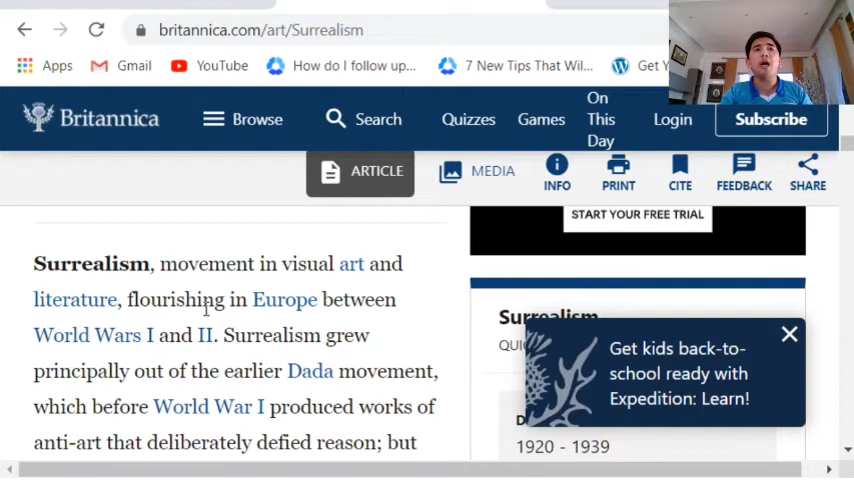 britannica.com/art/Surrealism
Apps Gmail YouTube How do I follow up... 7 New Tips That Wil... Get Y
Britannica Browse Search Quizzes Games On This Day Login Subscribe
ARTICLE MEDIA INFO PRINT CITE FEEDBACK SHARE
START YOUR FREE TRIAL
Surrealism, movement in visual art and
literature, flourishing in Europe between
World Wars I and II. Surrealism grew
principally out of the earlier Dada movement,
which before World War I produced works of
anti-art that deliberately defied reason; but
Surrealism
QUIC
Get kids back-to-
school ready with
Expedition: Learn!
D
1920 - 1939